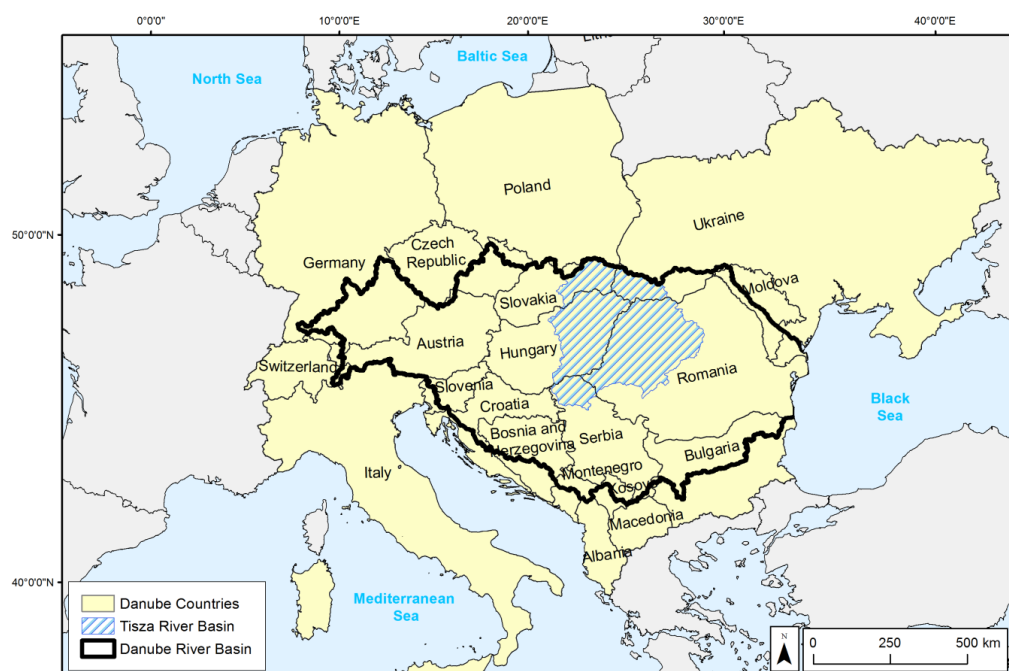 0°0'0"
10°0'0"E
20°0'0"E
30°0'0"E
40°0'0"E
Baltic Sea
North Sea
Poland
Ukraine
50°0'0"N
Czech
Republic
Germany
Moldova
Slovakia
Austria
Hungary
Switzerland
Romania
Slovenia
Croatia
Black
Sea
Bosnia and
Herzegovina
Serbia
Bulgaria
Italy
Montenegro
Kosovo
Macedonia
Albania
40°0'0"N
Mediterranean
Sea
Danube Countries
Tisza River Basin
Danube River Basin
N
0 250 500 km